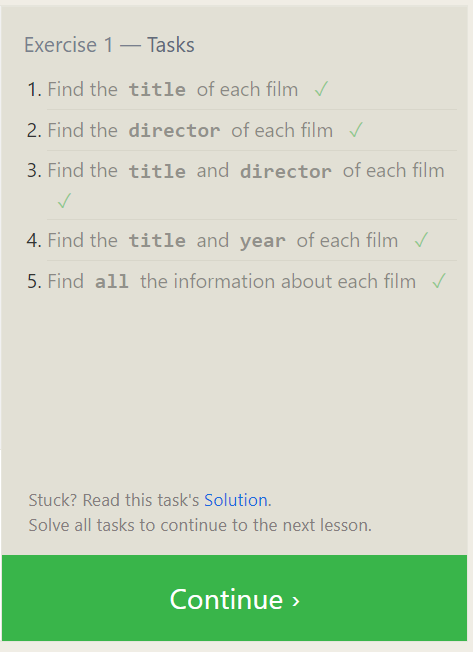 Exercise 1 — Tasks
1. Find the title of each film ✓
2. Find the director of each film ✓
3. Find the title and director of each film
✓
4. Find the title and year of each film ✓
5. Find all the information about each film ✓
Stuck? Read this task's Solution.
Solve all tasks to continue to the next lesson.
Continue ›